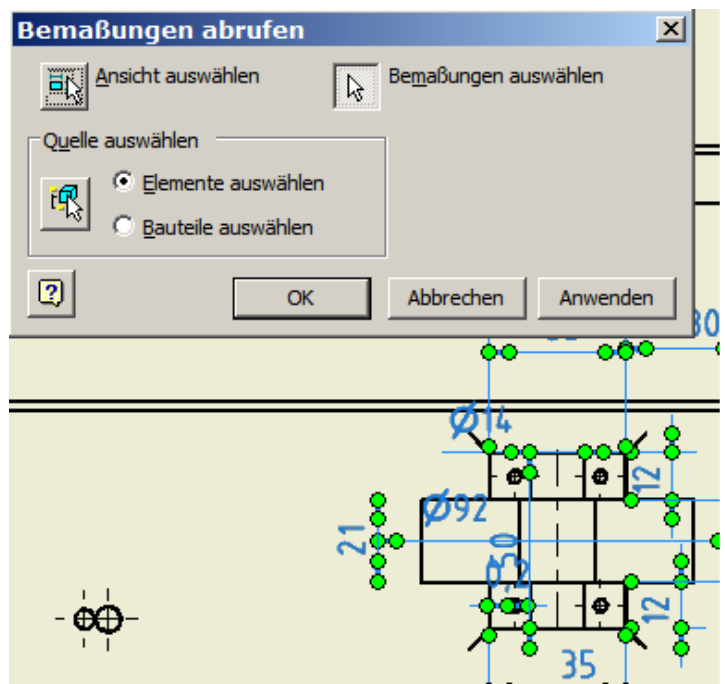 Bemaßungen abrufen
Ansicht auswählen
Bemaßungen auswählen
Quelle auswählen
Elemente auswählen
Bauteile auswählen
OK
Abbrechen
Anwenden
Ø14
12
Ø92
21
50
12
35